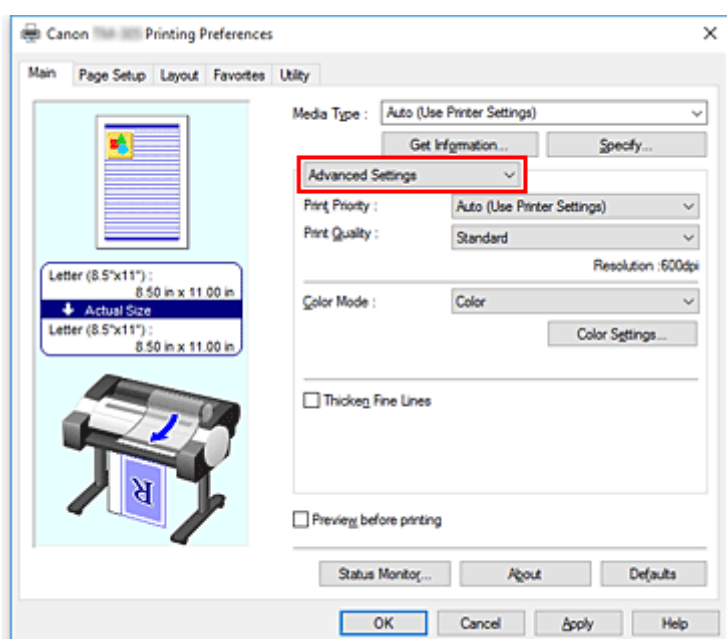 Canon Printing Preferences
Main Page Setup Layout Favorites Utility
Media Type : Auto (Use Printer Settings)
Get Information... Specify...
Advanced Settings
Print Priority : Auto (Use Printer Settings)
Print Quality : Standard
Resolution :600dpi
Letter (8.5"x11") :
8.50 in x 11.00 in
Actual Size
Letter (8.5"x11") :
8.50 in x 11.00 in
Color Mode : Color
Color Settings...
Thicken Fine Lines
R
Preview before printing
Status Monitor... About Defaults
OK Cancel Apply Help